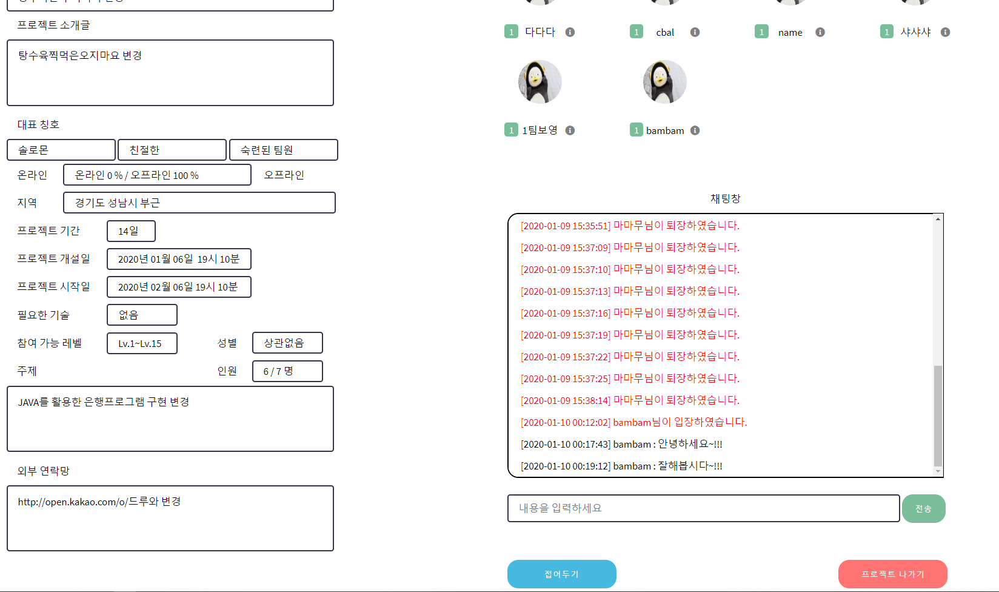 프로젝트 소개글
탕수육찍먹은오지마요 변경
대표 칭호
솔로몬 친절한 숙련된 팀원
온라인 온라인 0 % / 오프라인 100 % 오프라인
지역 경기도 성남시 부근
프로젝트 기간 14일
프로젝트 개설일 2020년 01월 06일 19시 10분
프로젝트 시작일 2020년 02월 06일 19시 10분
필요한 기술 없음
참여 가능 레벨 Lv.1~Lv.15 성별 상관없음
주제 인원 6 / 7 명
JAVA를 활용한 은행프로그램 구현 변경
외부 연락망
http://open.kakao.com/o/드루와 변경
1 다다다 1 cbal 1 name 1 샤샤샤
1 1팀보영 1 bambam
채팅창
[2020-01-09 15:35:51] 마마무님이 퇴장하였습니다.
[2020-01-09 15:37:09] 마마무님이 퇴장하였습니다.
[2020-01-09 15:37:10] 마마무님이 퇴장하였습니다.
[2020-01-09 15:37:13] 마마무님이 퇴장하였습니다.
[2020-01-09 15:37:16] 마마무님이 퇴장하였습니다.
[2020-01-09 15:37:19] 마마무님이 퇴장하였습니다.
[2020-01-09 15:37:22] 마마무님이 퇴장하였습니다.
[2020-01-09 15:37:25] 마마무님이 퇴장하였습니다.
[2020-01-09 15:38:14] 마마무님이 퇴장하였습니다.
[2020-01-10 00:12:02] bambam님이 입장하였습니다.
[2020-01-10 00:17:43] bambam : 안녕하세요~!!!
[2020-01-10 00:19:12] bambam : 잘해봅시다~!!!
내용을 입력하세요 전송
접어두기 프로젝트 나가기